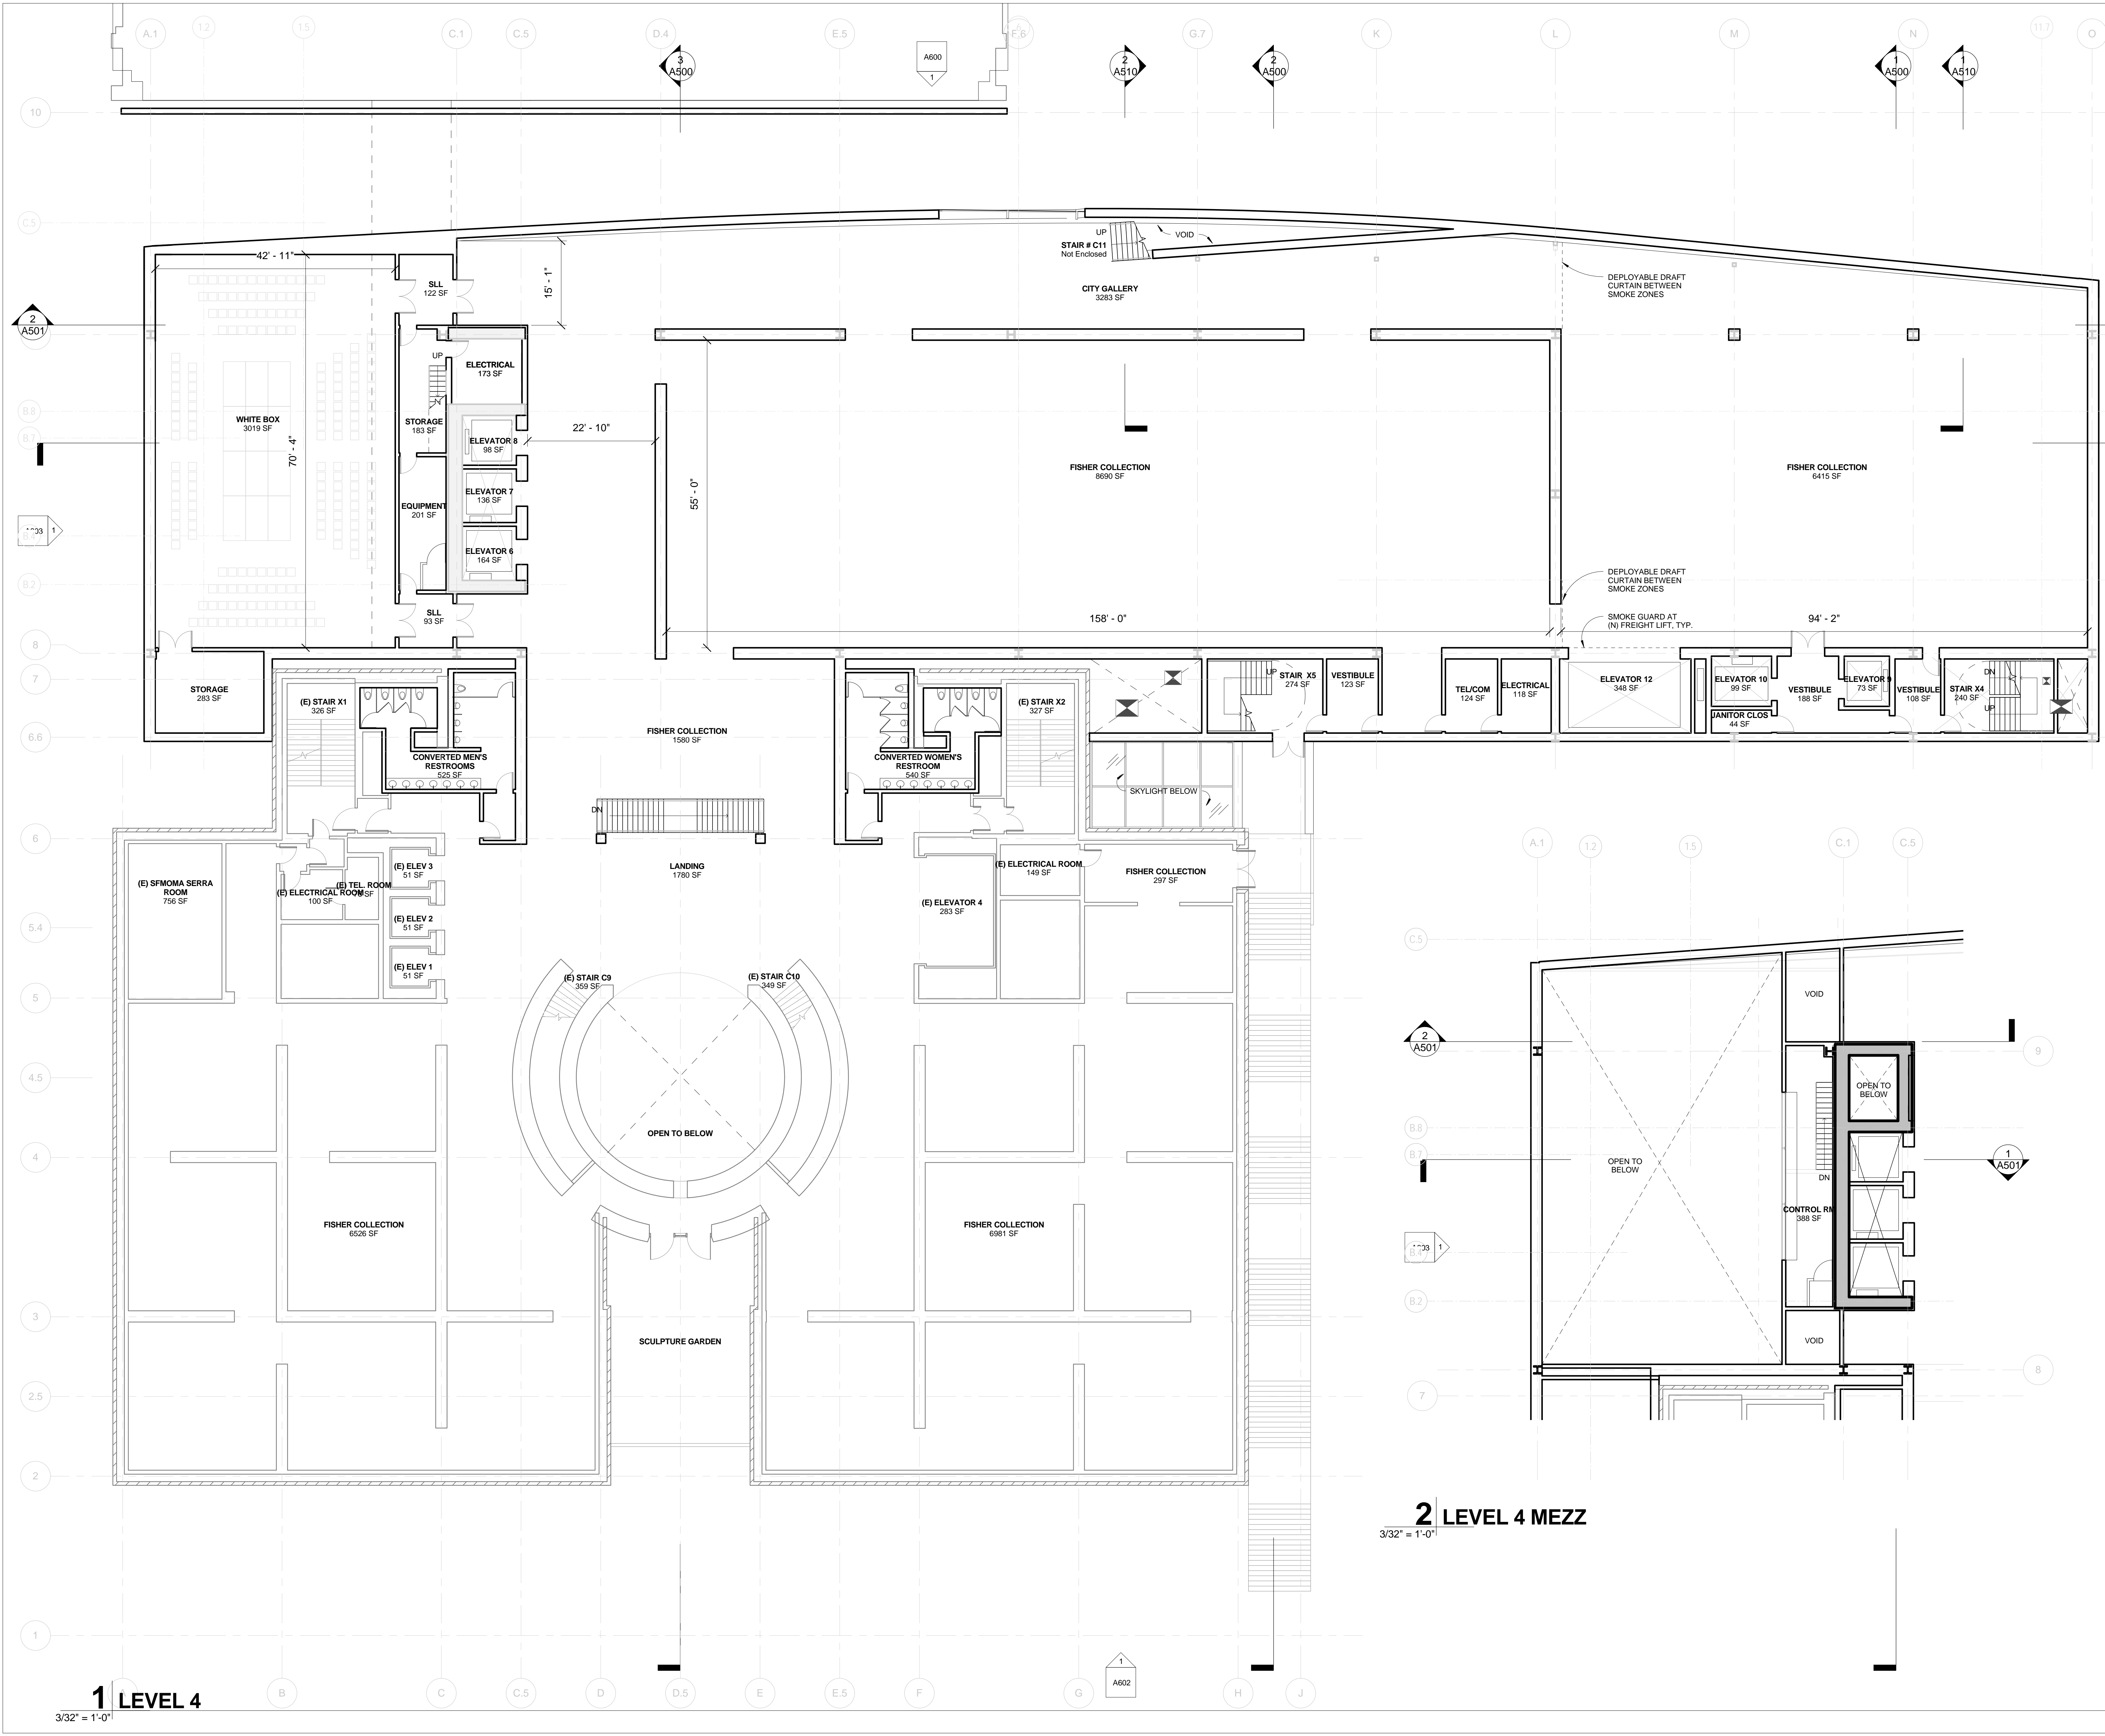 A.1
1.2
1.5
C.1
C.5
D.4
E.5
F.6
G.7
K
L
M
N
11.7
O
3
A500
A600
1
2
A510
2
A500
1
A500
1
A510
10
C.5
UP
STAIR # C11
Not Enclosed
VOID
42' - 11"
15' - 1"
SLL
122 SF
CITY GALLERY
3283 SF
DEPLOYABLE DRAFT
CURTAIN BETWEEN
SMOKE ZONES
2
A501
UP
ELECTRICAL
173 SF
B.8
B.7
WHITE BOX
3019 SF
70' - 4"
STORAGE
183 SF
22' - 10"
ELEVATOR 8
98 SF
FISHER COLLECTION
8690 SF
FISHER COLLECTION
6415 SF
55' - 0"
ELEVATOR 7
136 SF
EQUIPMENT
201 SF
1
ELEVATOR 6
164 SF
B.2
DEPLOYABLE DRAFT
CURTAIN BETWEEN
SMOKE ZONES
SLL
93 SF
158' - 0"
SMOKE GUARD AT
(N) FREIGHT LIFT, TYP.
94' - 2"
8
7
STORAGE
283 SF
(E) STAIR X1
326 SF
(E) STAIR X2
327 SF
UP
STAIR X5
274 SF
VESTIBULE
123 SF
TEL/COM
124 SF
ELECTRICAL
118 SF
ELEVATOR 12
348 SF
ELEVATOR 10
99 SF
JANITOR CLOS
44 SF
VESTIBULE
188 SF
ELEVATOR 9
73 SF
VESTIBULE
108 SF
STAIR X4
240 SF
DN
UP
6.6
FISHER COLLECTION
1580 SF
CONVERTED MEN'S
RESTROOMS
525 SF
CONVERTED WOMEN'S
RESTROOM
540 SF
SKYLIGHT BELOW
DN
6
LANDING
1780 SF
(E) SFMOMA SERRA
ROOM
756 SF
(E) ELECTRICAL ROOM
100 SF
(E) TEL. ROOM
(E) ELEV 3
51 SF
(E) ELEV 2
51 SF
(E) ELEV 1
51 SF
(E) ELECTRICAL ROOM
149 SF
FISHER COLLECTION
297 SF
(E) ELEVATOR 4
283 SF
5.4
5
(E) STAIR C9
359 SF
(E) STAIR C10
349 SF
4.5
OPEN TO BELOW
4
FISHER COLLECTION
6526 SF
FISHER COLLECTION
6981 SF
3
SCULPTURE GARDEN
2.5
2
1
B
C
C.5
D
D.5
E
E.5
F
G
H
J
1
A602
1 LEVEL 4
3/32" = 1'-0"
A.1
1.2
1.5
C.1
C.5
C.5
VOID
2
A501
9
OPEN TO
BELOW
B.8
B.7
OPEN TO
BELOW
1
A501
DN
CONTROL RM
388 SF
1
B.4
B.2
VOID
8
7
2 LEVEL 4 MEZZ
3/32" = 1'-0"